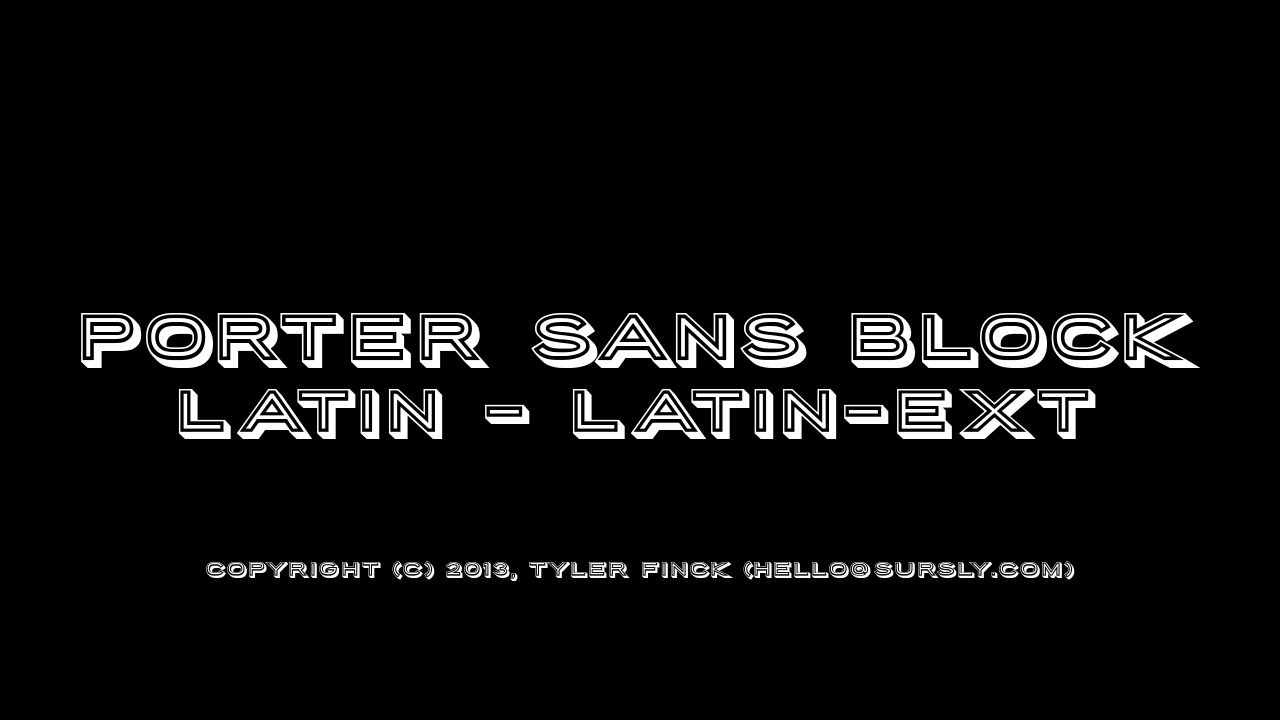 PORTER SANS BLOCK
LATIN - LATIN-EXT
COPYRIGHT (C) 2013, TYLER FINCK (HELLO@SURSLY.COM)